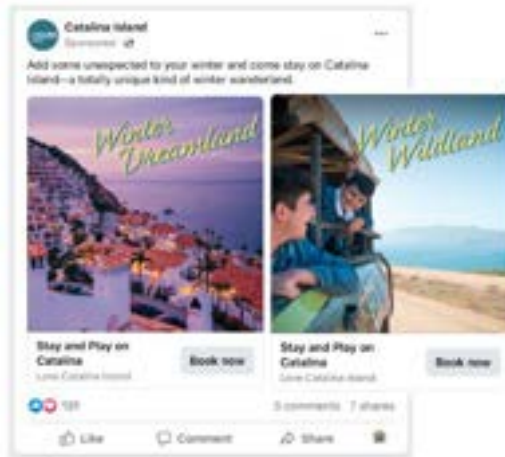 Catalina Island
Sponsored
Add some unexpected to your winter and come stay on Catalina
Island—a totally unique kind of winter wanderland.
Winter
Dreamland
Winter
Wildland
Stay and Play on
Catalina
Book now
Love Catalina Island
Stay and Play on
Catalina
Book now
Love Catalina Island
5 comments 7 shares
Like Comment Share